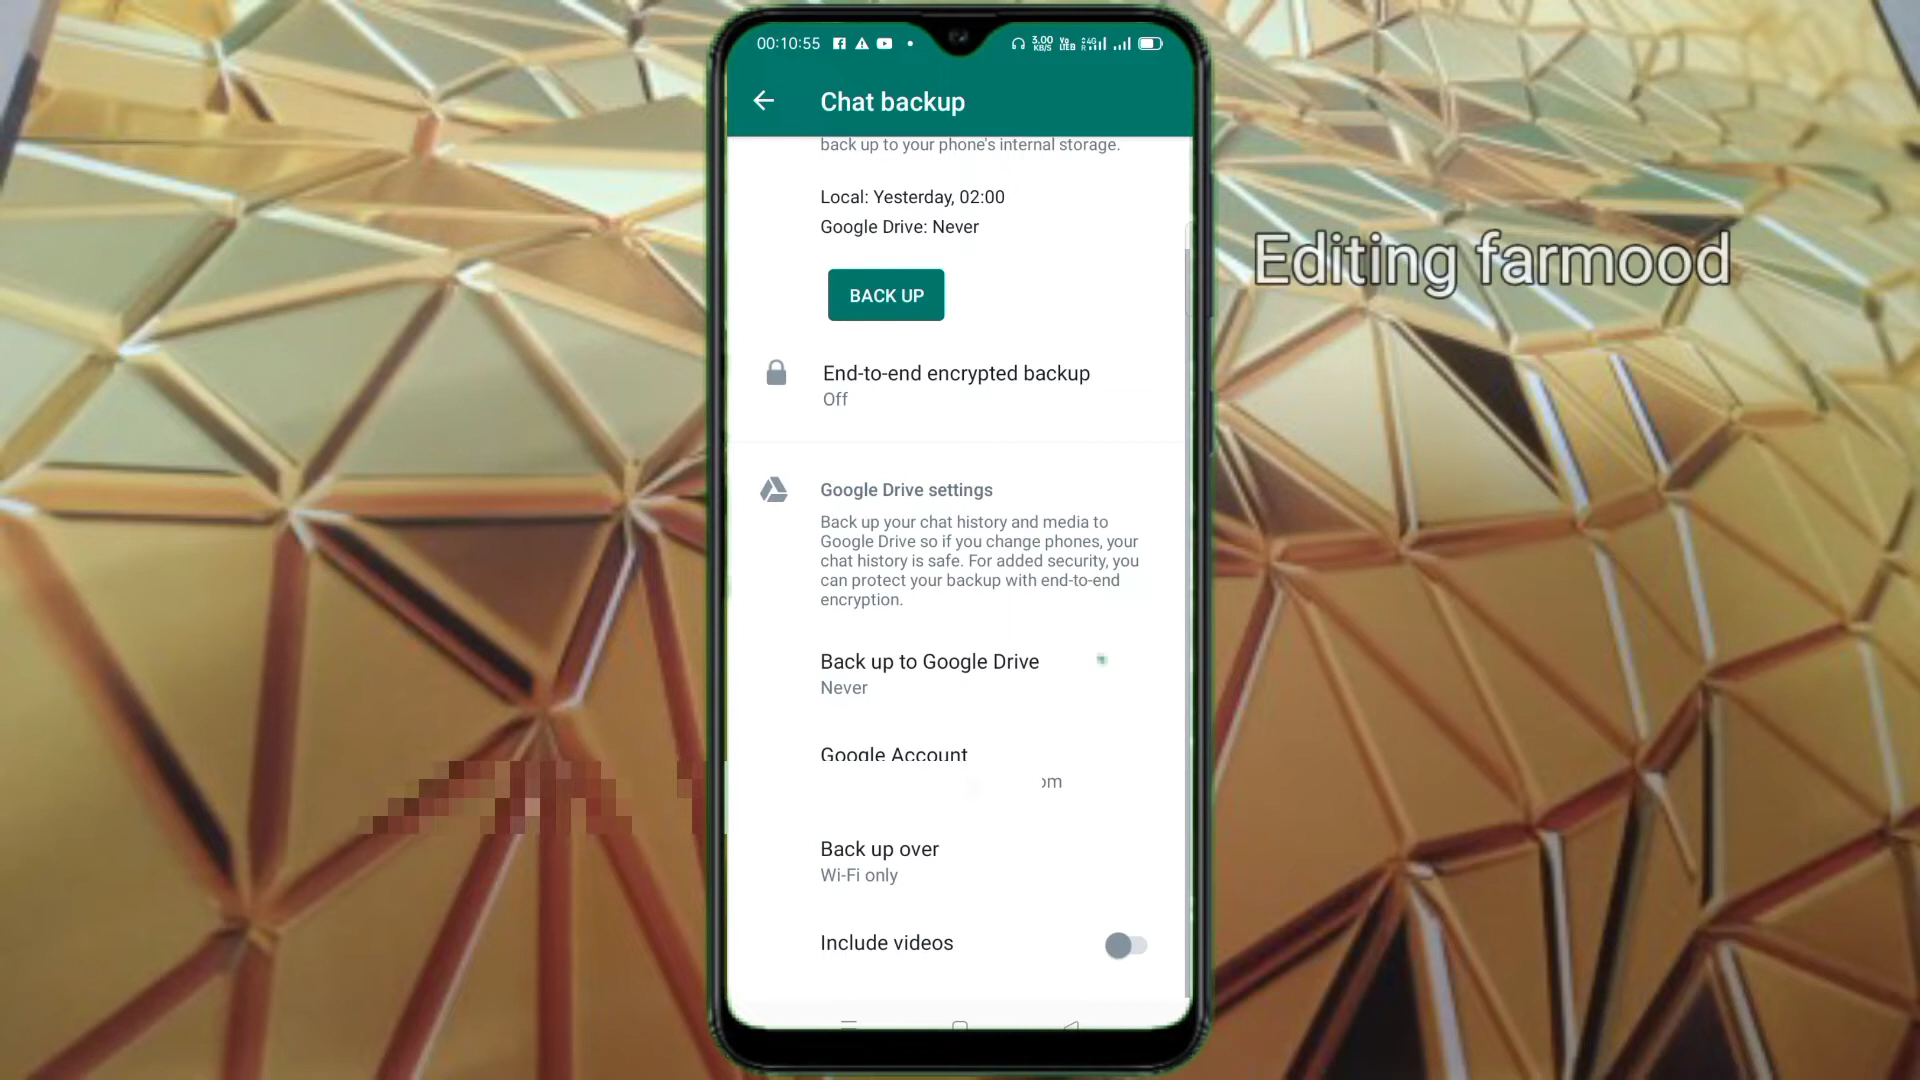 00:10:55
3.00 KB/S
Chat backup
back up to your phone's internal storage.
Local: Yesterday, 02:00
Google Drive: Never
BACK UP
Editing farmood
End-to-end encrypted backup
Off
Google Drive settings
Back up your chat history and media to
Google Drive so if you change phones, your
chat history is safe. For added security, you
can protect your backup with end-to-end
encryption.
Back up to Google Drive
Never
Google Account
om
Back up over
Wi-Fi only
Include videos